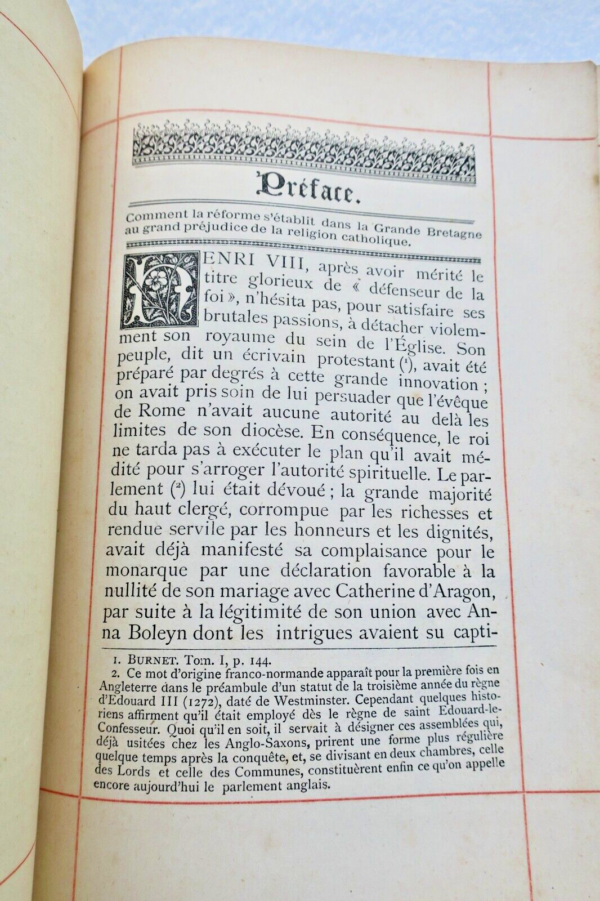 Préface.
Comment la réforme s'établit dans la Grande Bretagne
au grand préjudice de la religion catholique.
HENRI VIII, après avoir mérité le
titre glorieux de « défenseur de la
foi », n'hésita pas, pour satisfaire ses
brutales passions, à détacher violem-
ment son royaume du sein de l'Église. Son
peuple, dit un écrivain protestant (1), avait été
préparé par degrés à cette grande innovation ;
on avait pris soin de lui persuader que l'évêque
de Rome n'avait aucune autorité au delà les
limites de son diocèse. En conséquence, le roi
ne tarda pas à exécuter le plan qu'il avait mé-
dité pour s'arroger l'autorité spirituelle. Le par-
lement (2) lui était dévoué ; la grande majorité
du haut clergé, corrompue par les richesses et
rendue servile par les honneurs et les dignités,
avait déjà manifesté sa complaisance pour le
monarque par une déclaration favorable à la
nullité de son mariage avec Catherine d'Aragon,
par suite à la légitimité de son union avec An-
na Boleyn dont les intrigues avaient su capti-
1. BURNET. Tom. I, p. 144.
2. Ce mot d'origine franco-normande apparaît pour la première fois en
Angleterre dans le préambule d'un statut de la troisième année du règne
d'Edouard III (1272), daté de Westminster. Cependant quelques histo-
riens affirment qu'il était employé dès le règne de saint Edouard-le-
Confesseur. Quoi qu'il en soit, il servait à désigner ces assemblées qui,
déjà usitées chez les Anglo-Saxons, prirent une forme plus régulière
quelque temps après la conquête, et, se divisant en deux chambres, celle
des Lords et celle des Communes, constituèrent enfin ce qu'on appelle
encore aujourd'hui le parlement anglais.